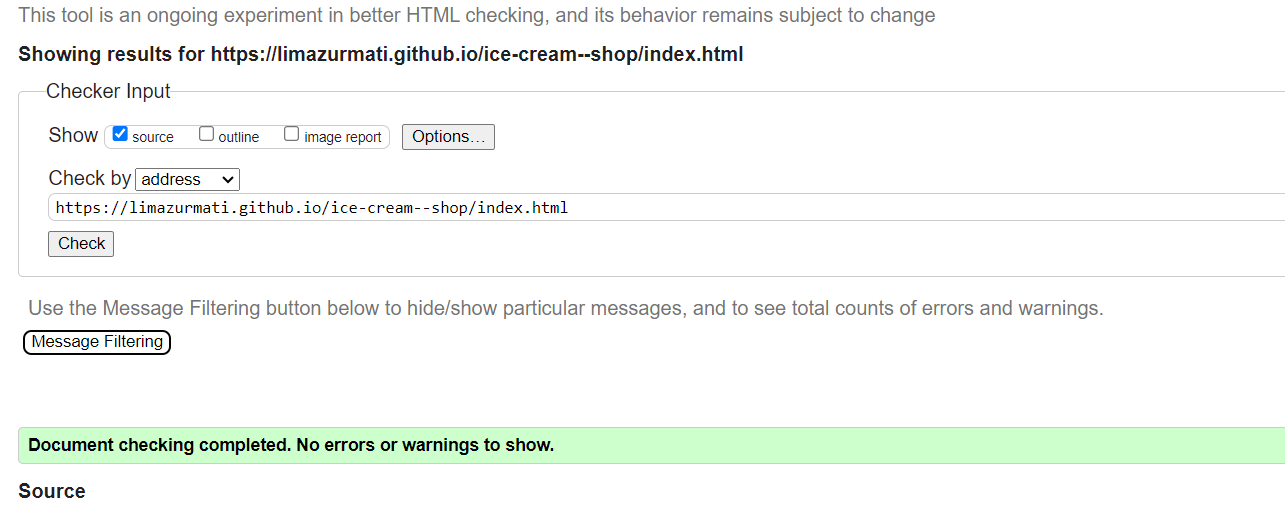 This tool is an ongoing experiment in better HTML checking, and its behavior remains subject to change
Showing results for https://limazurmati.github.io/ice-cream--shop/index.html
Checker Input
Show source outline image report Options...
Check by address
https://limazurmati.github.io/ice-cream--shop/index.html
Check
Use the Message Filtering button below to hide/show particular messages, and to see total counts of errors and warnings.
Message Filtering
Document checking completed. No errors or warnings to show.
Source